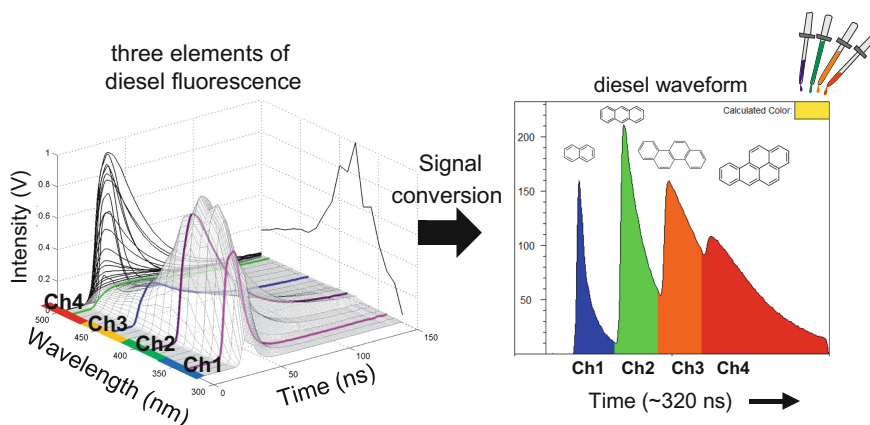 three elements of
diesel fluorescence
Intensity (V)
1
0.8
0.6
0.4
0.2
0
Ch4
Ch3
Ch2
Ch1
500
450
400
350
300
Wavelength (nm)
0
50
100
150
Time (ns)
Signal
conversion
diesel waveform
Calculated Color:
200
150
100
50
Ch1 Ch2 Ch3 Ch4
Time (~320 ns)